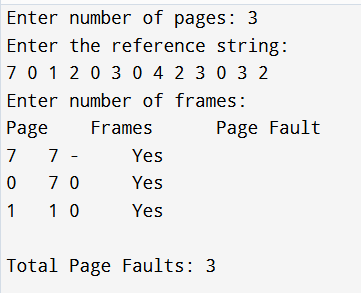 Enter number of pages: 3
Enter the reference string:
7 0 1 2 0 3 0 4 2 3 0 3 2
Enter number of frames:
Page    Frames      Page Fault
7   7 -     Yes
0   7 0     Yes
1   1 0     Yes
Total Page Faults: 3